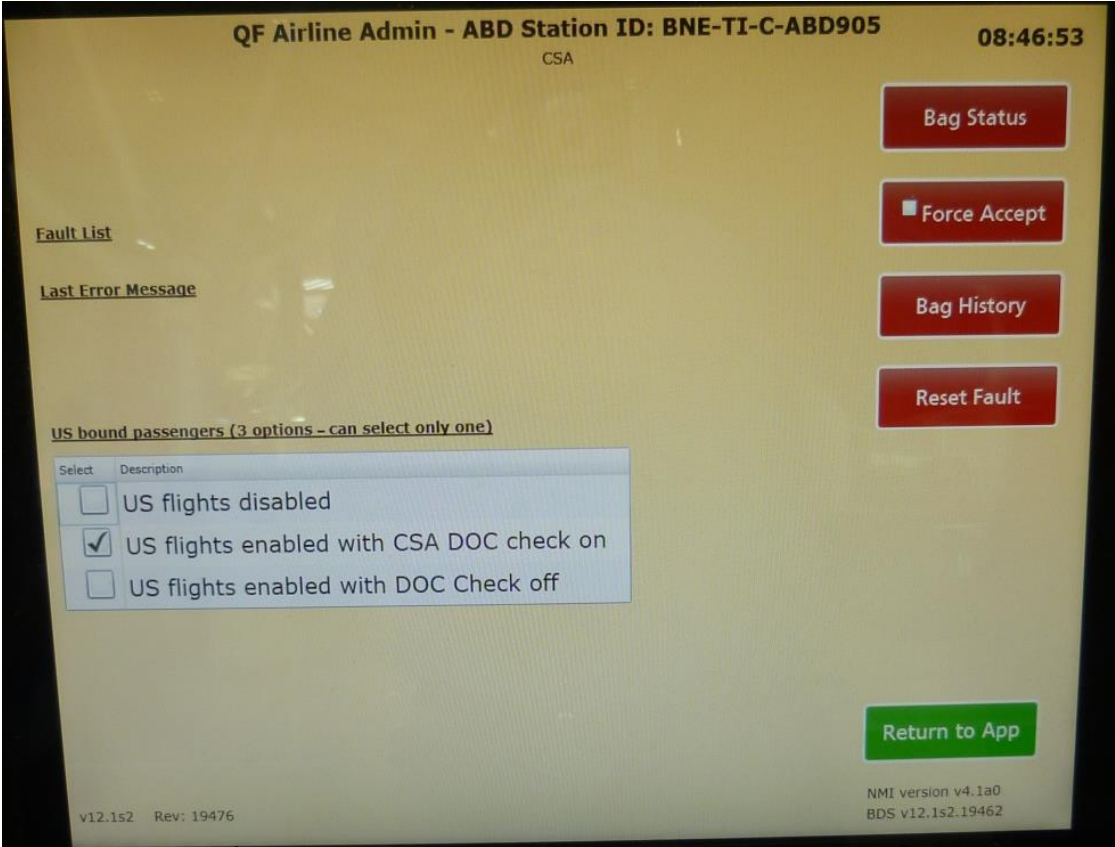 QF Airline Admin - ABD Station ID: BNE-TI-C-ABD905
08:46:53
CSA
Bag Status
Force Accept
Fault List
Last Error Message
Bag History
Reset Fault
US bound passengers (3 options – can select only one)
Select Description
US flights disabled
US flights enabled with CSA DOC check on
US flights enabled with DOC Check off
Return to App
NMI version v4.1a0
BDS v12.1s2.19462
v12.1s2 Rev: 19476